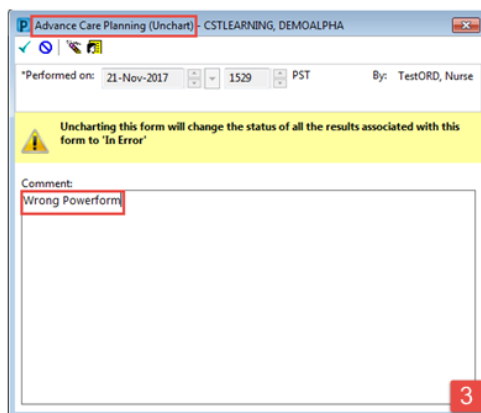 P Advance Care Planning (Unchart) - CSTLEARNING, DEMOALPHA
*Performed on: 21-Nov-2017 1529 PST By: TestORD, Nurse
Uncharting this form will change the status of all the results associated with this
form to 'In Error'
Comment:
Wrong Powerform
3